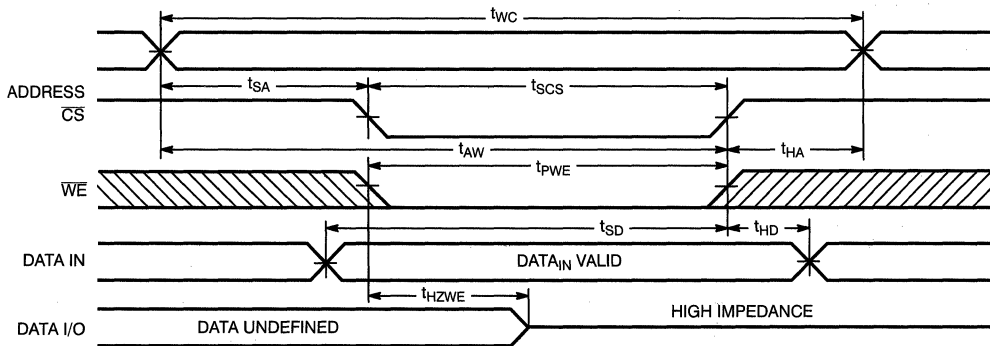 tWC
tSA
tSCS
ADDRESS
CS
tAW
tHA
tPWE
WE
tSD
tHD
DATA IN
DATAIN VALID
tHZWE
HIGH IMPEDANCE
DATA I/O
DATA UNDEFINED